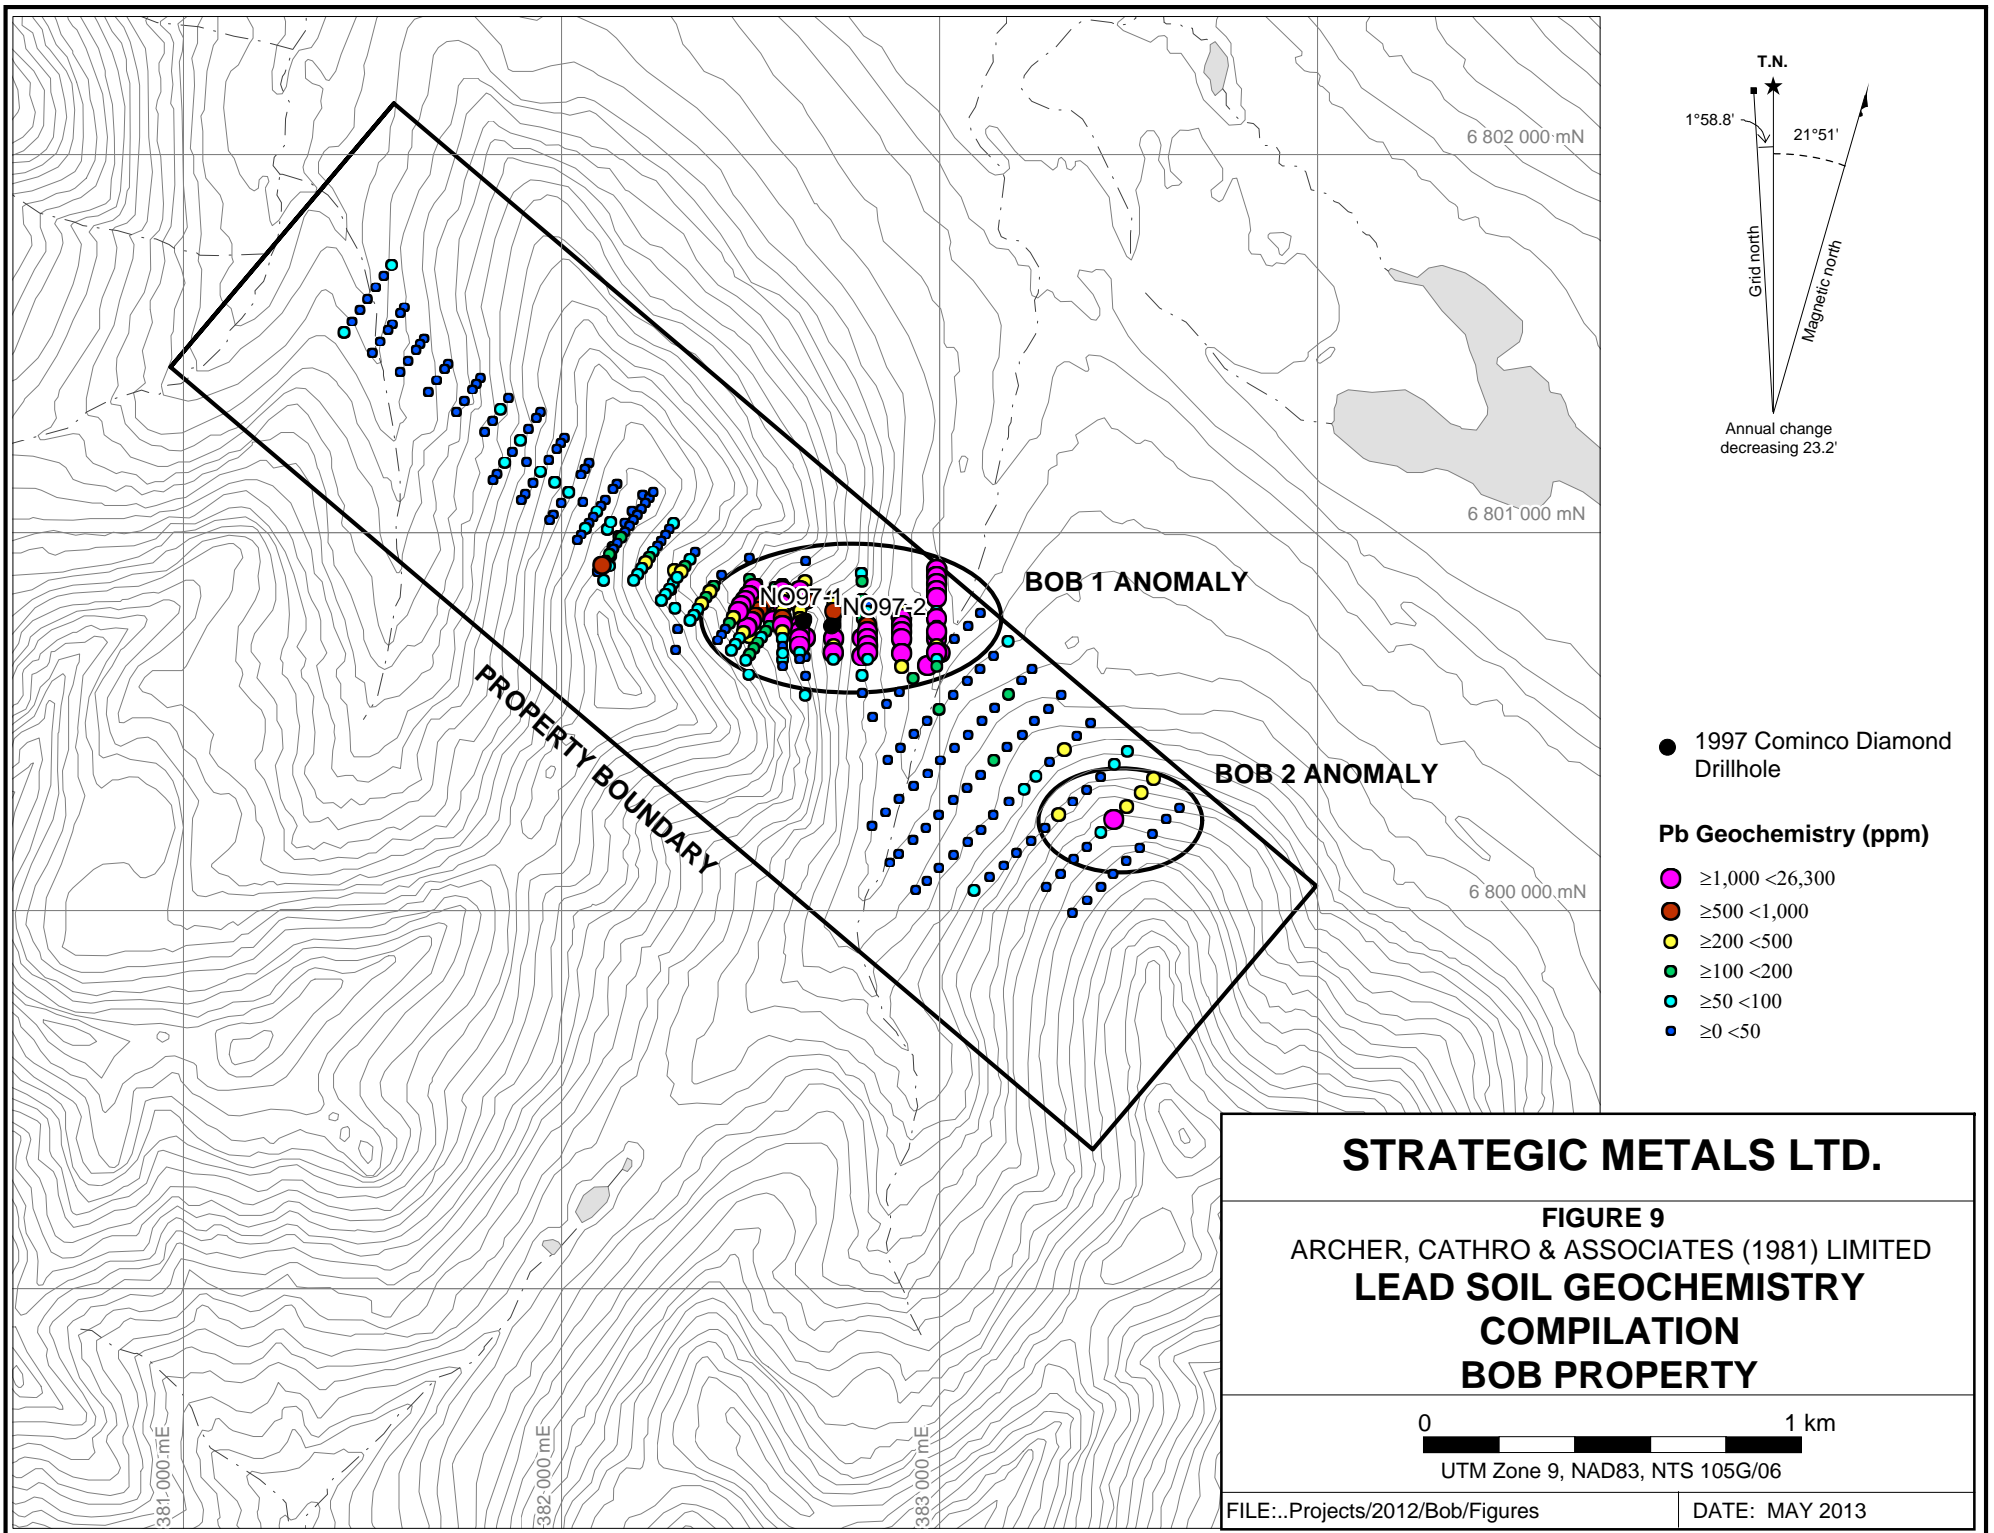 T.N.
1°58.8'
21°51'
Grid north
Magnetic north
Annual change
decreasing 23.2'
6 802 000 mN
6 801 000 mN
6 800 000 mN
BOB 1 ANOMALY
NO97-1
NO97-2
BOB 2 ANOMALY
PROPERTY BOUNDARY
1997 Cominco Diamond
Drillhole
Pb Geochemistry (ppm)
≥1,000 <26,300
≥500 <1,000
≥200 <500
≥100 <200
≥50 <100
≥0 <50
381 000 mE
382 000 mE
383 000 mE
STRATEGIC METALS LTD.
FIGURE 9
ARCHER, CATHRO & ASSOCIATES (1981) LIMITED
LEAD SOIL GEOCHEMISTRY
COMPILATION
BOB PROPERTY
0 1 km
UTM Zone 9, NAD83, NTS 105G/06
FILE:..Projects/2012/Bob/Figures DATE: MAY 2013